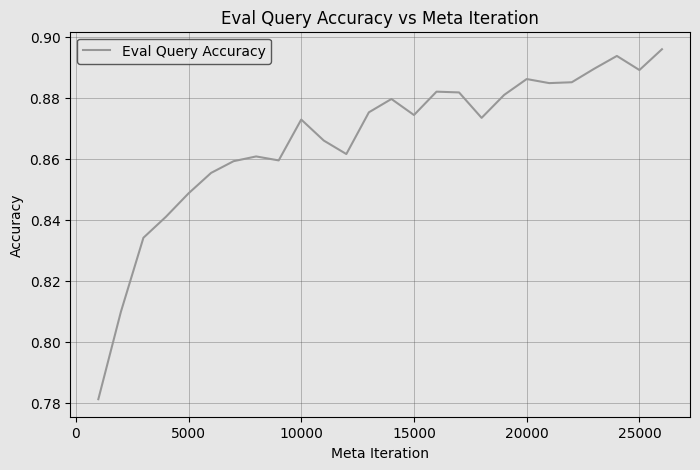 Eval Query Accuracy vs Meta Iteration
Eval Query Accuracy
0.90
0.88
0.86
0.84
0.82
0.80
0.78
Accuracy
0 5000 10000 15000 20000 25000
Meta Iteration